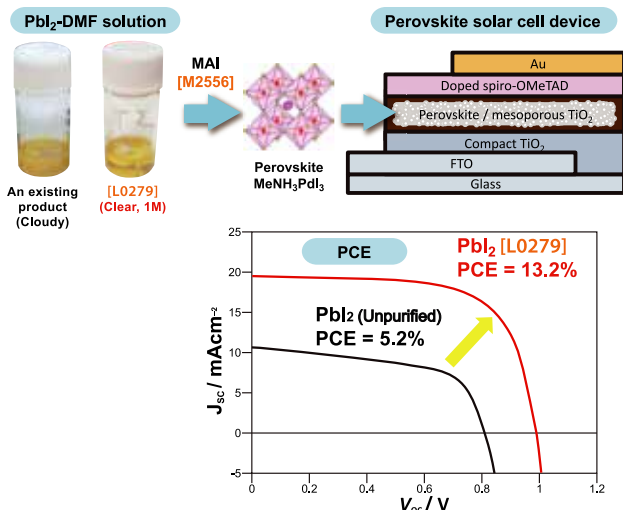 PbI₂-DMF solution
An existing
product
(Cloudy)
[L0279]
(Clear, 1M)
MAI
[M2556]
Perovskite
MeNH₃PdI₃
Perovskite solar cell device
Au
Doped spiro-OMeTAD
Perovskite / mesoporous TiO₂
Compact TiO₂
FTO
Glass
PCE
PbI₂ [L0279]
PCE = 13.2%
PbI₂ (Unpurified)
PCE = 5.2%
Jsc / mAcm⁻²
25
20
15
10
5
0
-5
0
0.2
0.4
0.6
0.8
1
1.2